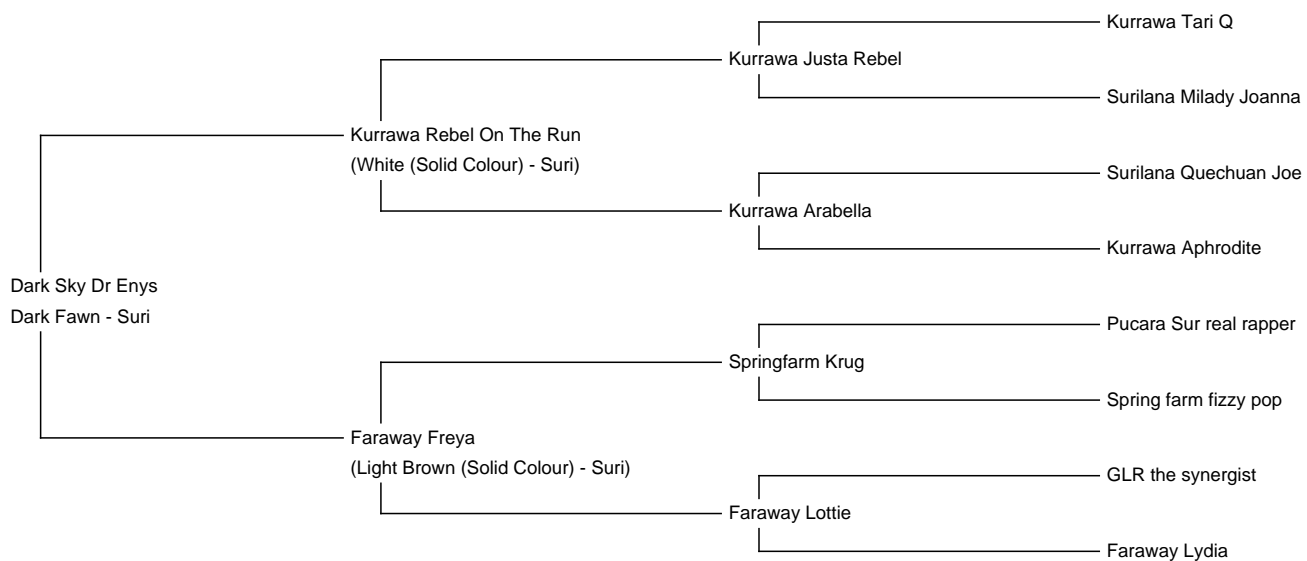 Kurrawa Tari Q
Kurrawa Justa Rebel
Surilana Milady Joanna
Kurrawa Rebel On The Run
(White (Solid Colour) - Suri)
Surilana Quechuan Joe
Kurrawa Arabella
Kurrawa Aphrodite
Dark Sky Dr Enys
Dark Fawn - Suri
Pucara Sur real rapper
Springfarm Krug
Spring farm fizzy pop
Faraway Freya
(Light Brown (Solid Colour) - Suri)
GLR the synergist
Faraway Lottie
Faraway Lydia